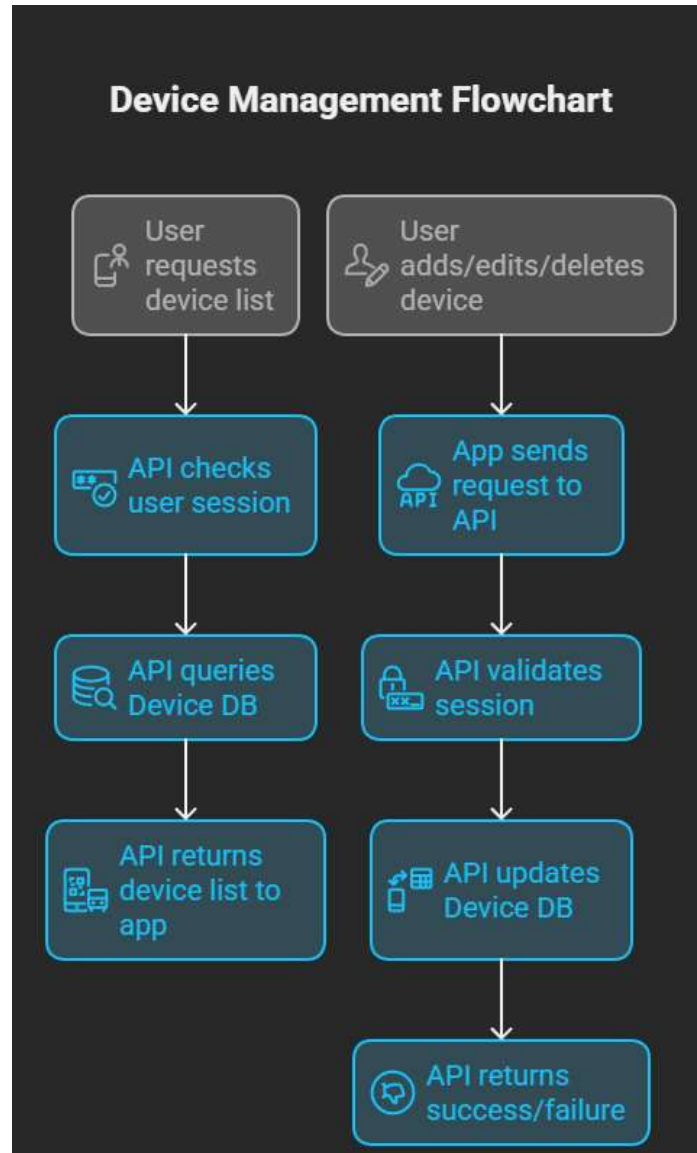 Device Management Flowchart
User
requests
device list
User
adds/edits/deletes
device
API checks
user session
App sends
request to
API
API
API queries
Device DB
API validates
session
××_
API returns
device list to
app
API updates
Device DB
API returns
success/failure